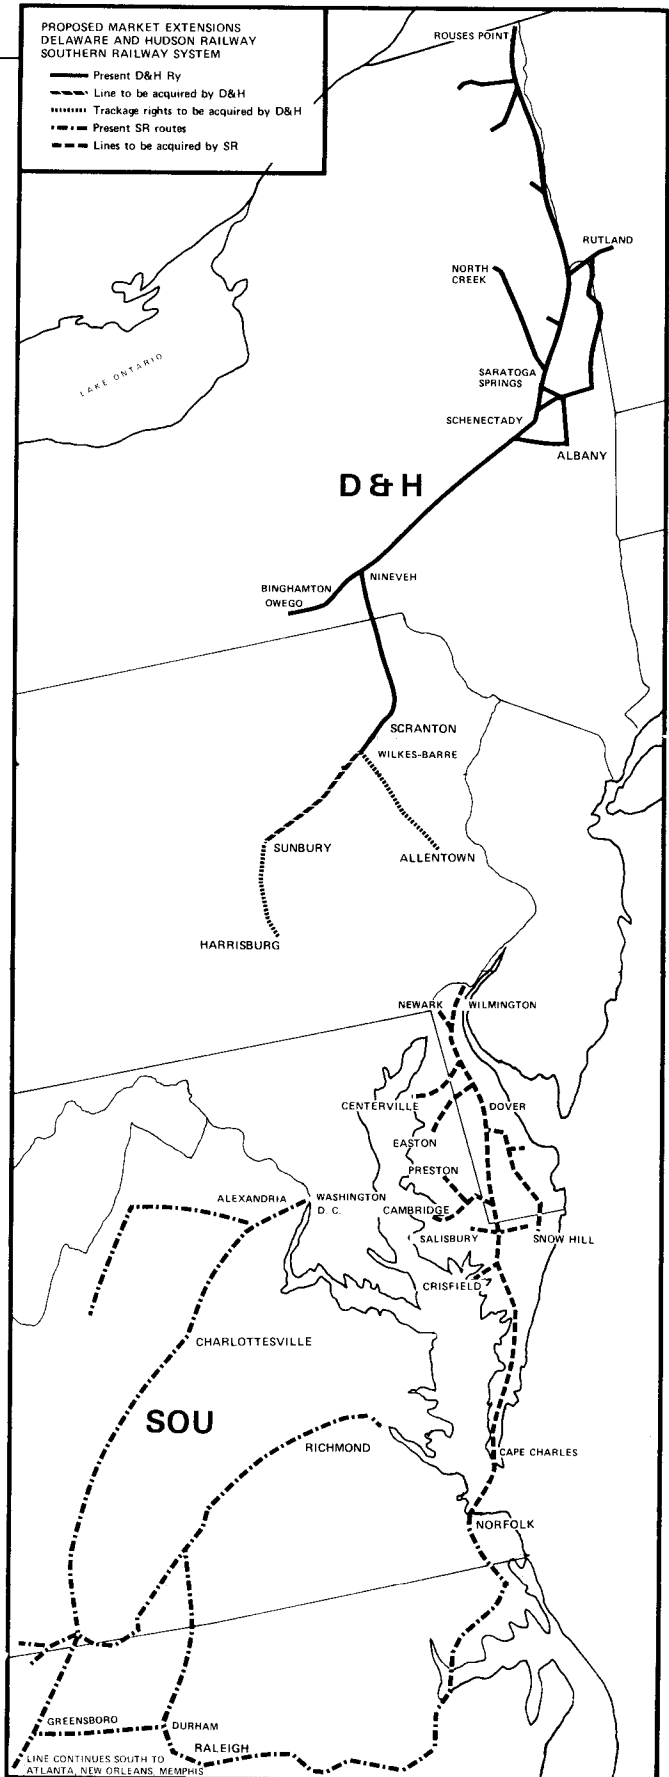 PROPOSED MARKET EXTENSIONS
DELAWARE AND HUDSON RAILWAY
SOUTHERN RAILWAY SYSTEM
Present D&H Ry
Line to be acquired by D&H
Trackage rights to be acquired by D&H
Present SR routes
Lines to be acquired by SR
ROUSES POINT
RUTLAND
NORTH
CREEK
LAKE ONTARIO
SARATOGA
SPRINGS
SCHENECTADY
ALBANY
D&H
NINEVEH
BINGHAMTON
OWEGO
SCRANTON
WILKES-BARRE
SUNBURY
ALLENTOWN
HARRISBURG
NEWARK
WILMINGTON
CENTERVILLE
DOVER
EASTON
PRESTON
ALEXANDRIA
WASHINGTON
D. C.
CAMBRIDGE
SALISBURY
SNOW HILL
CRISFIELD
CHARLOTTESVILLE
SOU
RICHMOND
CAPE CHARLES
NORFOLK
GREENSBORO
DURHAM
RALEIGH
LINE CONTINUES SOUTH TO
ATLANTA, NEW ORLEANS, MEMPHIS